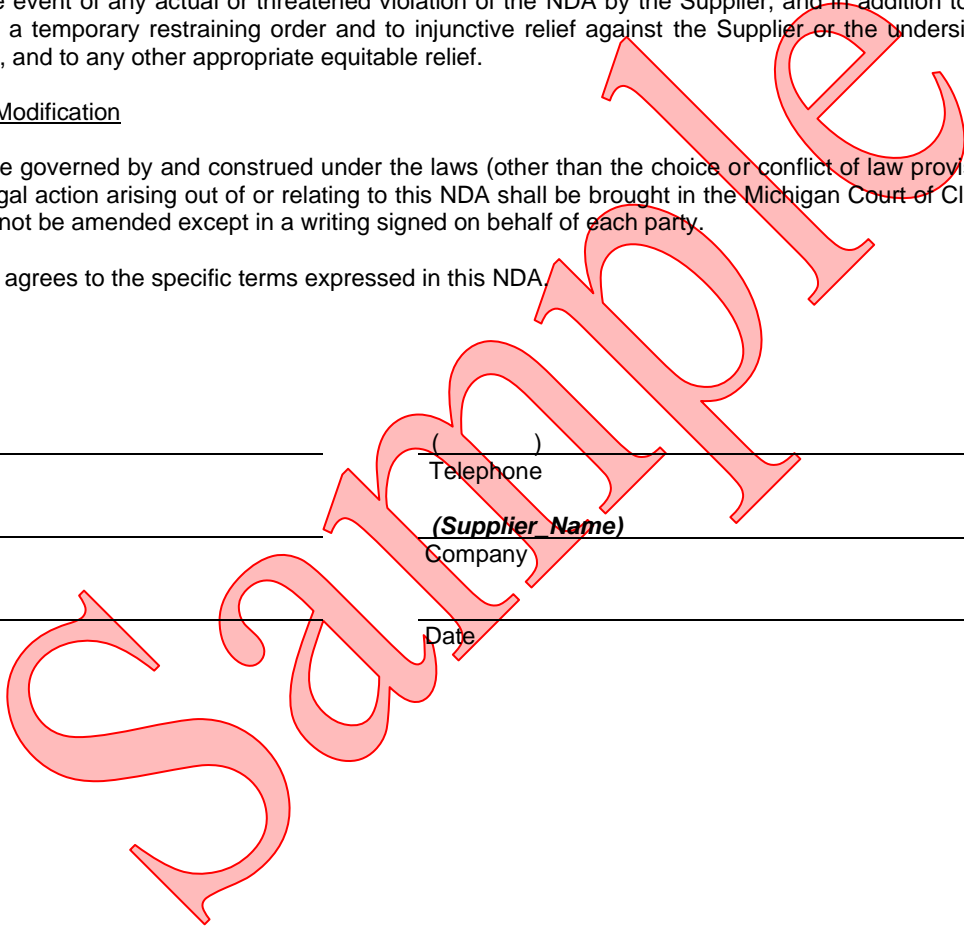 e event of any actual or threatened violation of the NDA by the Supplier, and in addition to
a temporary restraining order and to injunctive relief against the Supplier or the undersi
, and to any other appropriate equitable relief.
Modification
e governed by and construed under the laws (other than the choice or conflict of law provi
gal action arising out of or relating to this NDA shall be brought in the Michigan Court of Cl
not be amended except in a writing signed on behalf of each party.
agrees to the specific terms expressed in this NDA.
( )
Telephone
(Supplier_Name)
Company
Date
Sample